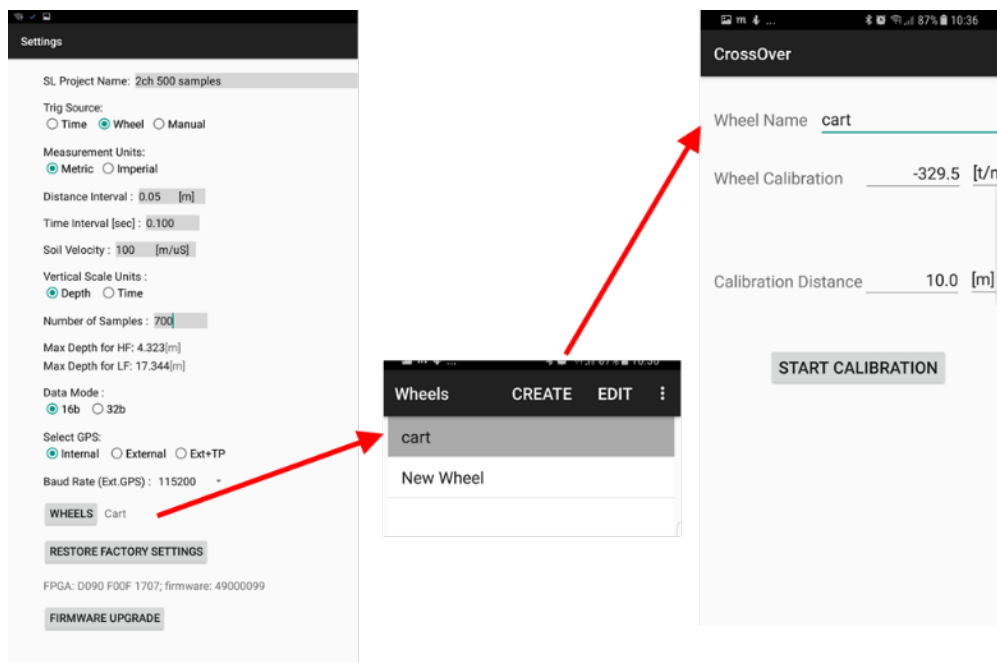 Settings
SL Project Name: 2ch 500 samples
Trig Source:
Time Wheel Manual
Measurement Units:
Metric Imperial
Distance Interval : 0.05 [m]
Time Interval [sec] : 0.100
Soil Velocity : 100 [m/uS]
Vertical Scale Units :
Depth Time
Number of Samples : 700
Max Depth for HF: 4.323[m]
Max Depth for LF: 17.344[m]
Data Mode :
16b 32b
Select GPS:
Internal External Ext+TP
Baud Rate (Ext.GPS) : 115200
WHEELS Cart
RESTORE FACTORY SETTINGS
FPGA: D090 F00F 1707; firmware: 49000099
FIRMWARE UPGRADE
Wheels CREATE EDIT
cart
New Wheel
m ... 87% 10:36
CrossOver
Wheel Name cart
Wheel Calibration -329.5 [t/
Calibration Distance 10.0 [m]
START CALIBRATION